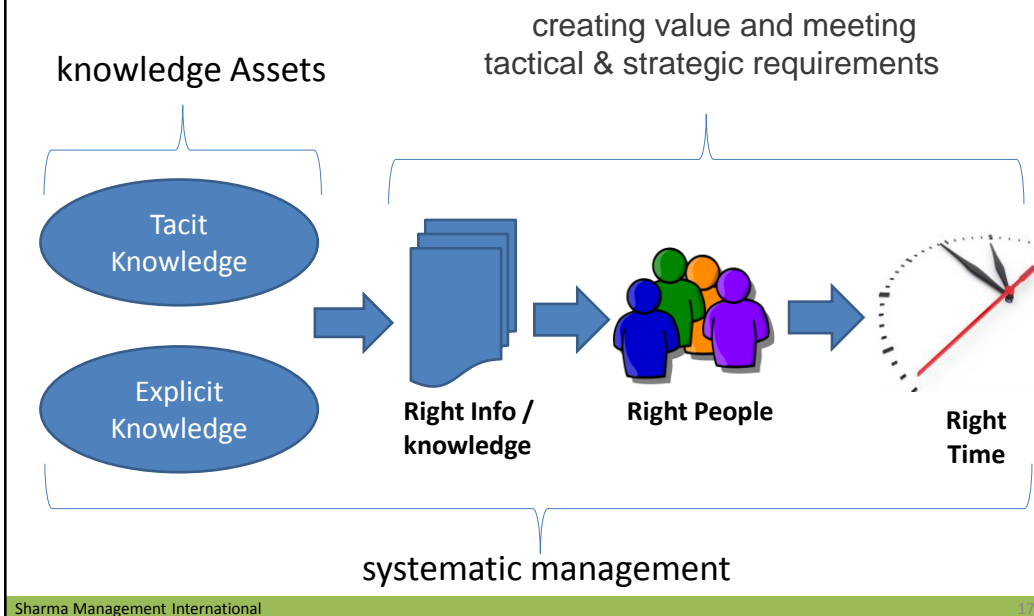 creating value and meeting
tactical & strategic requirements
knowledge Assets
Tacit
Knowledge
Explicit
Knowledge
Right Info /
knowledge
Right People
Right
Time
systematic management
Sharma Management International
17